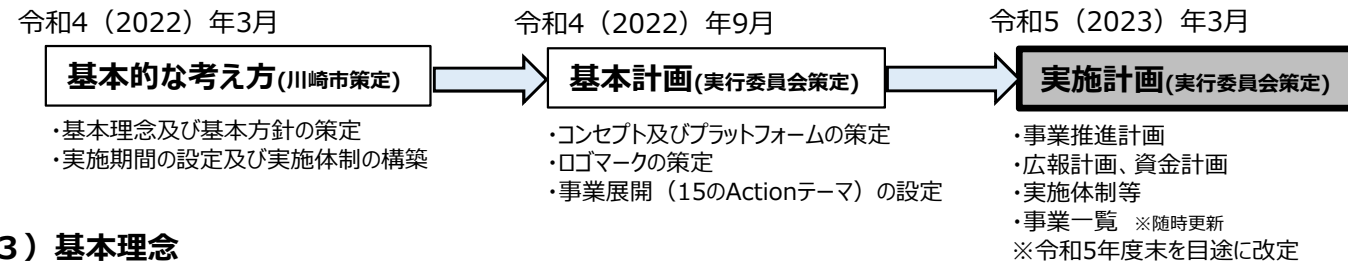 令和4（2022）年3月
基本的な考え方(川崎市策定)
・基本理念及び基本方針の策定
・実施期間の設定及び実施体制の構築
令和4（2022）年9月
基本計画(実行委員会策定)
・コンセプト及びプラットフォームの策定
・ロゴマークの策定
・事業展開（15のActionテーマ）の設定
令和5（2023）年3月
実施計画(実行委員会策定)
・事業推進計画
・広報計画、資金計画
・実施体制等
・事業一覧 ※随時更新
※令和5年度末を目途に改定
3）基本理念